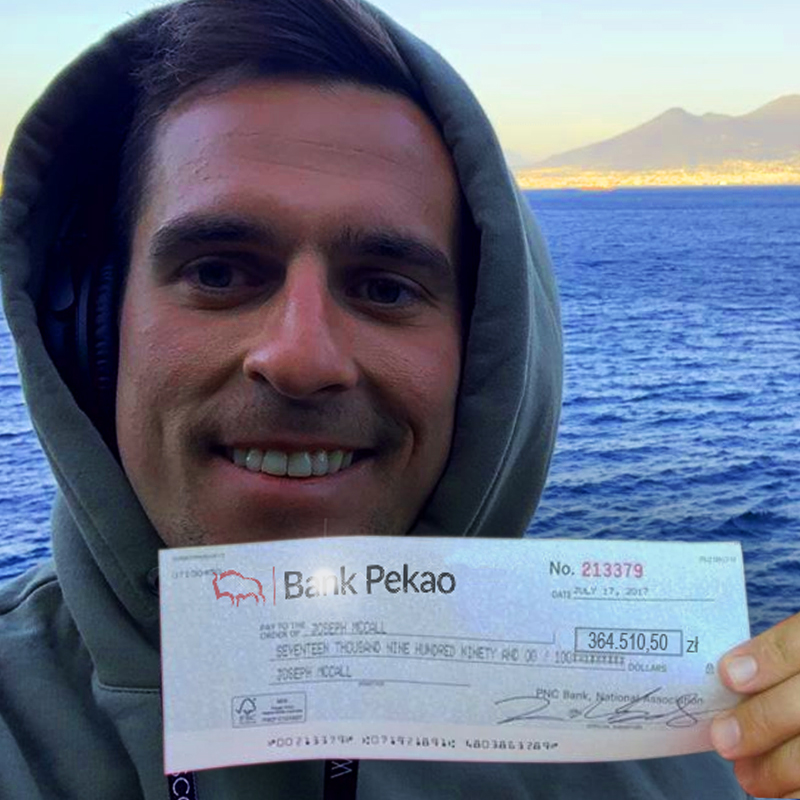 Bank Pekao
No. 213379
DATE JULY 17, 2017
PAY TO THE
ORDER OF JOSEPH MCCALL
364.510,50 zł
SEVENTEEN THOUSAND NINE HUNDRED NINETY AND 00 / 100
DOLLARS
JOSEPH MCCALL
PNC Bank, National Association
FSC